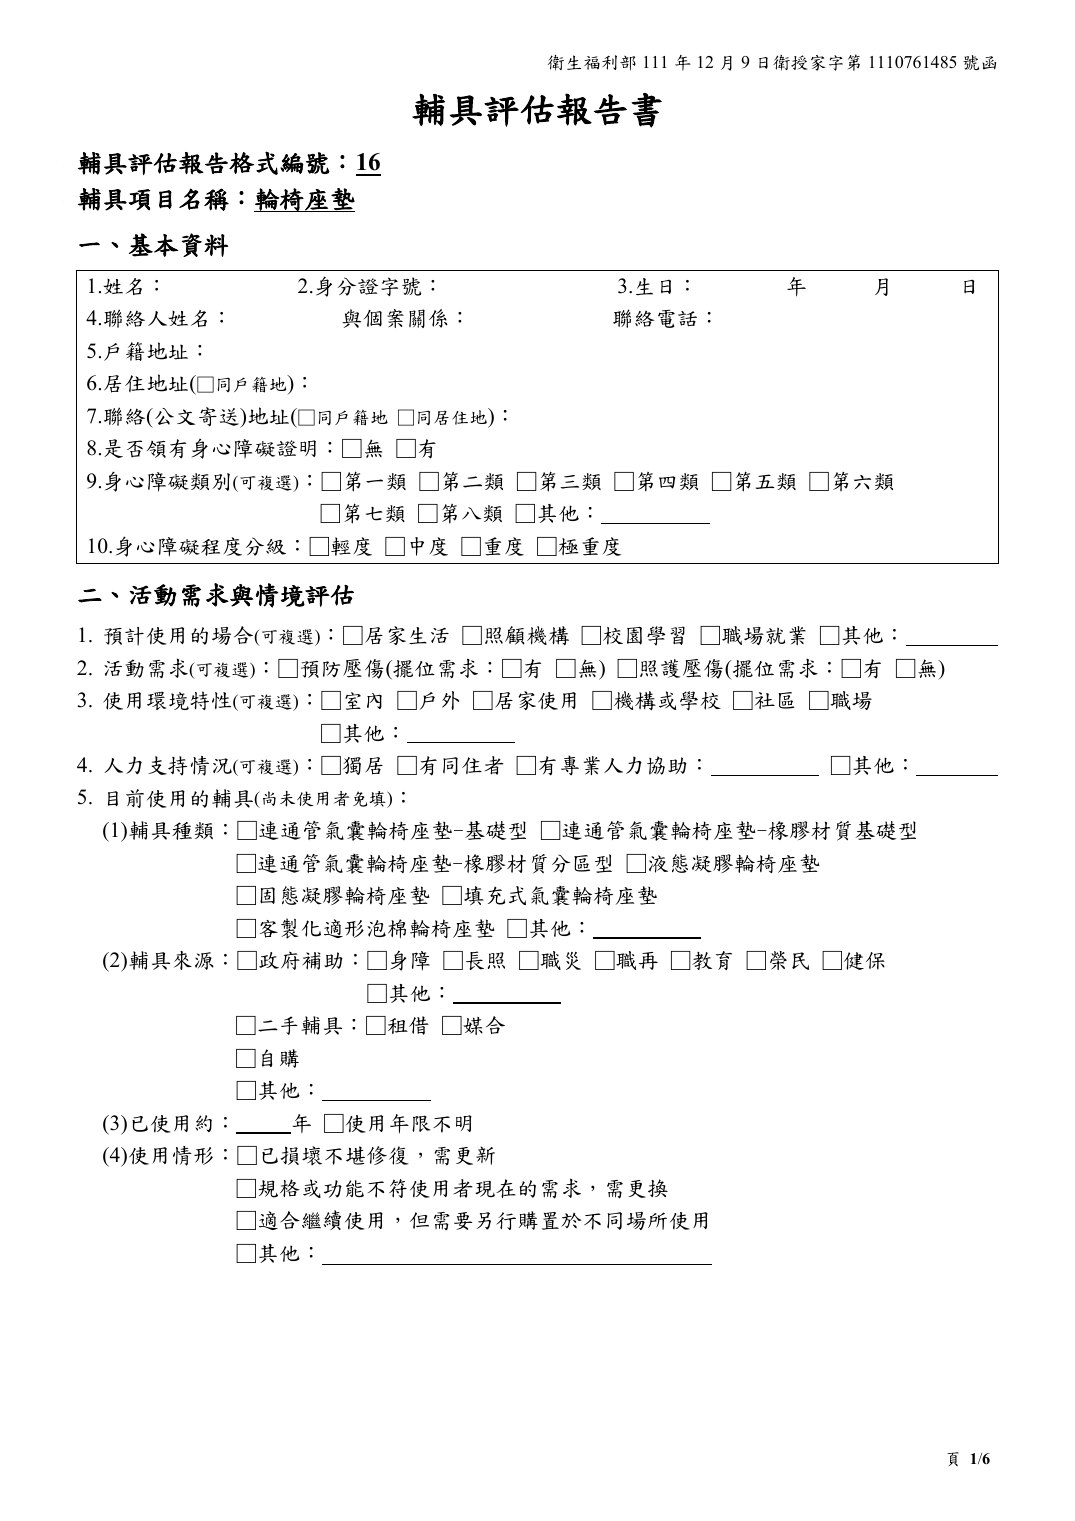 衛生福利部 111 年 12 月 9 日衛授家字第 1110761485 號函
輔具評估報告書
輔具評估報告格式編號：16
輔具項目名稱：輪椅座墊
一、基本資料
1.姓名： 2.身分證字號： 3.生日： 年 月 日
4.聯絡人姓名： 與個案關係： 聯絡電話：
5.戶籍地址：
6.居住地址(□同戶籍地)：
7.聯絡(公文寄送)地址(□同戶籍地 □同居住地)：
8.是否領有身心障礙證明：□無 □有
9.身心障礙類別(可複選)：□第一類 □第二類 □第三類 □第四類 □第五類 □第六類
□第七類 □第八類 □其他：__________
10.身心障礙程度分級：□輕度 □中度 □重度 □極重度
二、活動需求與情境評估
1. 預計使用的場合(可複選)：□居家生活 □照顧機構 □校園學習 □職場就業 □其他：________
2. 活動需求(可複選)：□預防壓傷(擺位需求：□有 □無) □照護壓傷(擺位需求：□有 □無)
3. 使用環境特性(可複選)：□室內 □戶外 □居家使用 □機構或學校 □社區 □職場
□其他：__________
4. 人力支持情況(可複選)：□獨居 □有同住者 □有專業人力協助：__________ □其他：________
5. 目前使用的輔具(尚未使用者免填)：
(1)輔具種類：□連通管氣囊輪椅座墊-基礎型 □連通管氣囊輪椅座墊-橡膠材質基礎型
□連通管氣囊輪椅座墊-橡膠材質分區型 □液態凝膠輪椅座墊
□固態凝膠輪椅座墊 □填充式氣囊輪椅座墊
□客製化適形泡棉輪椅座墊 □其他：__________
(2)輔具來源：□政府補助：□身障 □長照 □職災 □職再 □教育 □榮民 □健保
□其他：__________
□二手輔具：□租借 □媒合
□自購
□其他：__________
(3)已使用約：_____年 □使用年限不明
(4)使用情形：□已損壞不堪修復，需更新
□規格或功能不符使用者現在的需求，需更換
□適合繼續使用，但需要另行購置於不同場所使用
□其他：____________________________________
頁 1/6